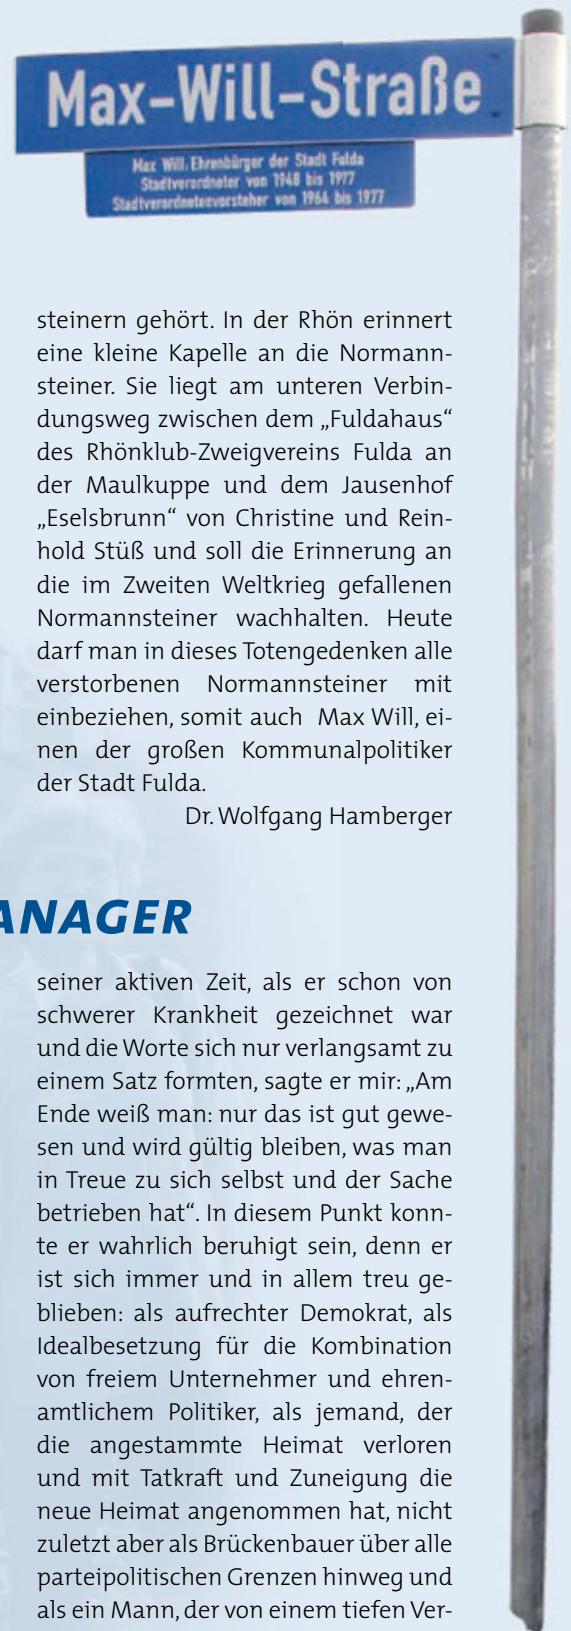 Max-Will-Straße
Max Will. Ehrenbürger der Stadt Fulda
Stadtverordneter von 1948 bis 1977
Stadtverordnetenvorsteher von 1964 bis 1977
steinern gehört. In der Rhön erinnert
eine kleine Kapelle an die Normann-
steiner. Sie liegt am unteren Verbin-
dungsweg zwischen dem „Fuldahaus“
des Rhönklub-Zweigvereins Fulda an
der Maulkuppe und dem Jausenhof
„Eselsbrunn“ von Christine und Rein-
hold Stüß und soll die Erinnerung an
die im Zweiten Weltkrieg gefallenen
Normannsteiner wachhalten. Heute
darf man in dieses Totengedenken alle
verstorbenen Normannsteiner mit
einbeziehen, somit auch Max Will, ei-
nen der großen Kommunalpolitiker
der Stadt Fulda.
Dr. Wolfgang Hamberger
ANAGER
seiner aktiven Zeit, als er schon von
schwerer Krankheit gezeichnet war
und die Worte sich nur verlangsamt zu
einem Satz formten, sagte er mir: „Am
Ende weiß man: nur das ist gut gewe-
sen und wird gültig bleiben, was man
in Treue zu sich selbst und der Sache
betrieben hat“. In diesem Punkt konn-
te er wahrlich beruhigt sein, denn er
ist sich immer und in allem treu ge-
blieben: als aufrechter Demokrat, als
Idealbesetzung für die Kombination
von freiem Unternehmer und ehren-
amtlichem Politiker, als jemand, der
die angestammte Heimat verloren
und mit Tatkraft und Zuneigung die
neue Heimat angenommen hat, nicht
zuletzt aber als Brückenbauer über alle
parteipolitischen Grenzen hinweg und
als ein Mann, der von einem tiefen Ver-